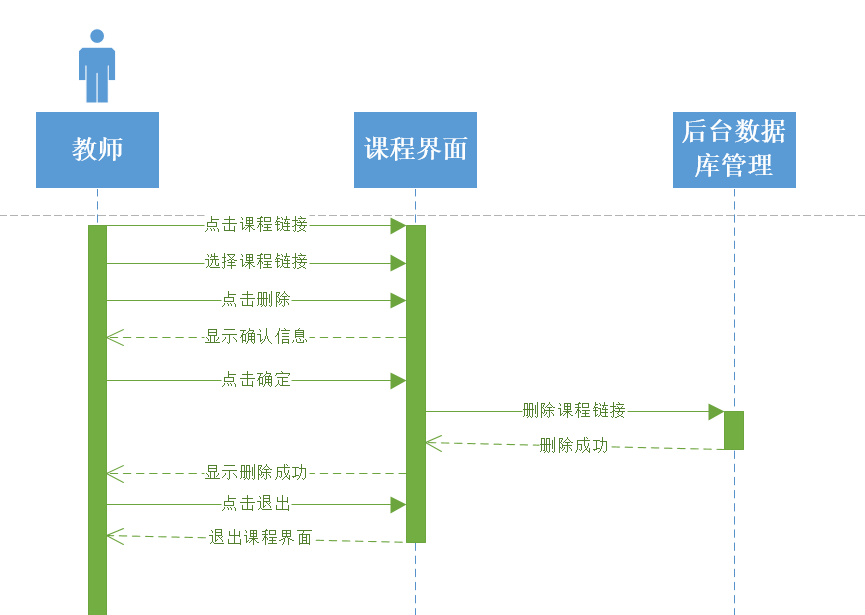 教师
课程界面
后台数据
库管理
点击课程链接
选择课程链接
点击删除
显示确认信息
点击确定
删除课程链接
删除成功
显示删除成功
点击退出
退出课程界面